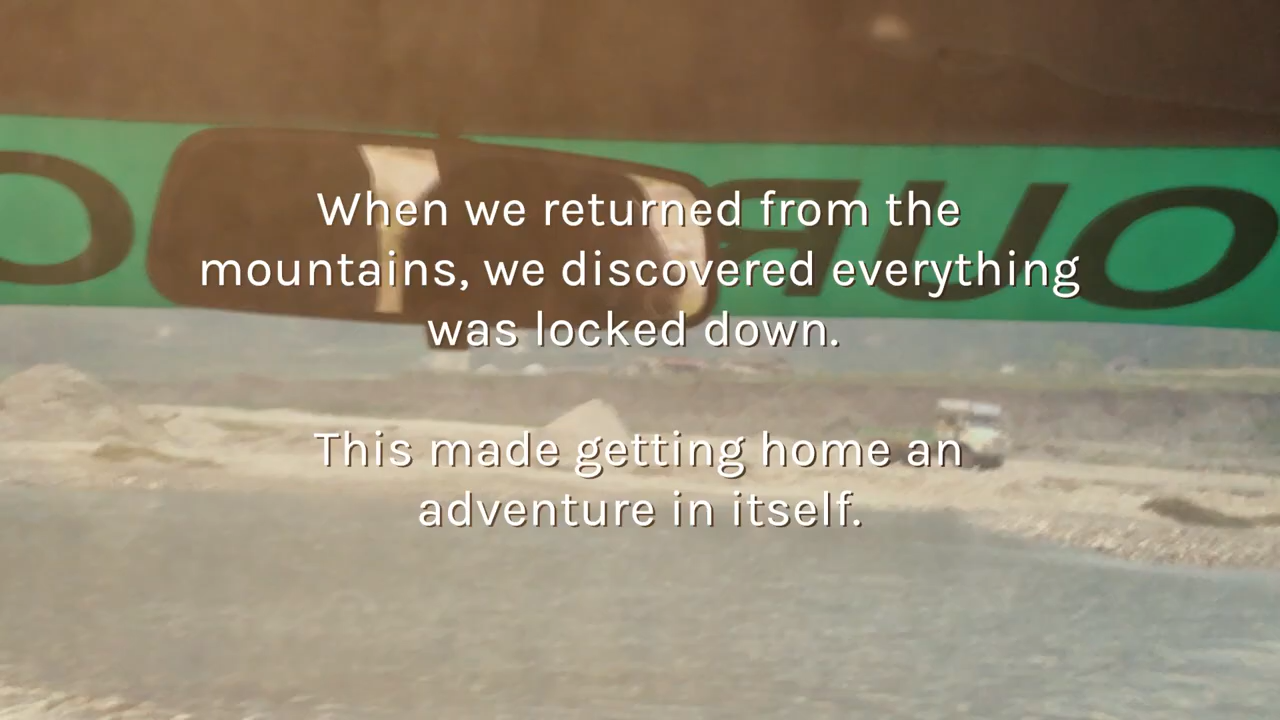 When we returned from the
mountains, we discovered everything
was locked down.
This made getting home an
adventure in itself.